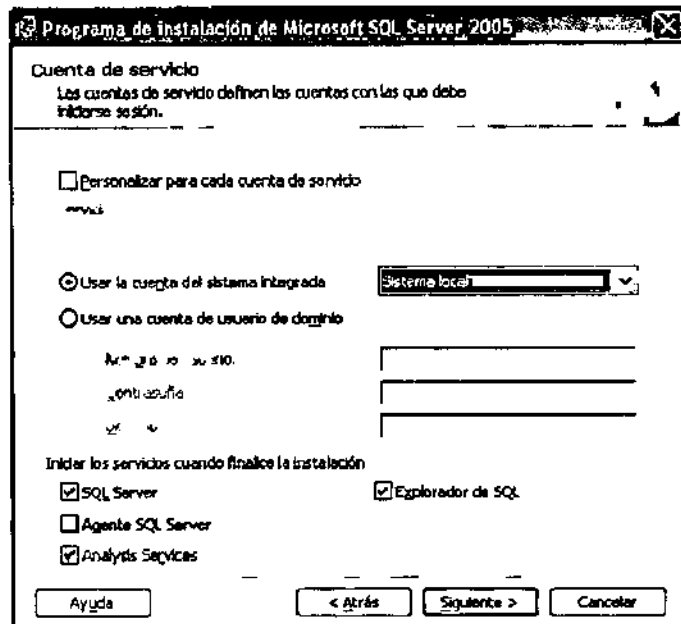 Programa de instalación de Microsoft SQL Server 2005
Cuenta de servicio
Las cuentas de servicio definen las cuentas con las que debe
iniciarse sesión.
Personalizar para cada cuenta de servicio
Usar la cuenta del sistema integrada Sistema local
Usar una cuenta de usuario de dominio
Contraseña
Iniciar los servicios cuando finalice la instalación
SQL Server Explorador de SQL
Agente SQL Server
Analysis Services
Ayuda < Atrás Siguiente > Cancelar